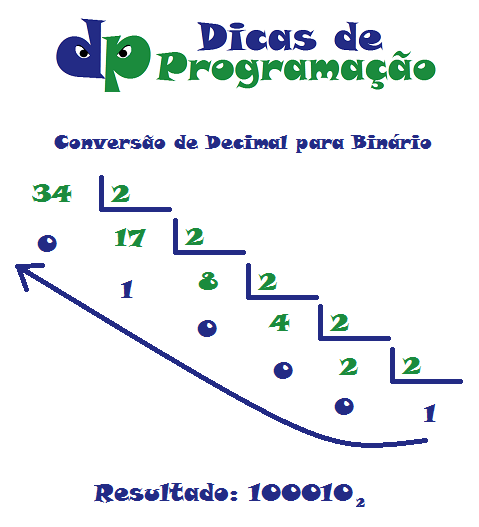 dp Dicas de
Programação
Conversão de Decimal para Binário
34 2
0 17 2
1 8 2
0 4 2
0 2 2
0 1
Resultado: 100010₂